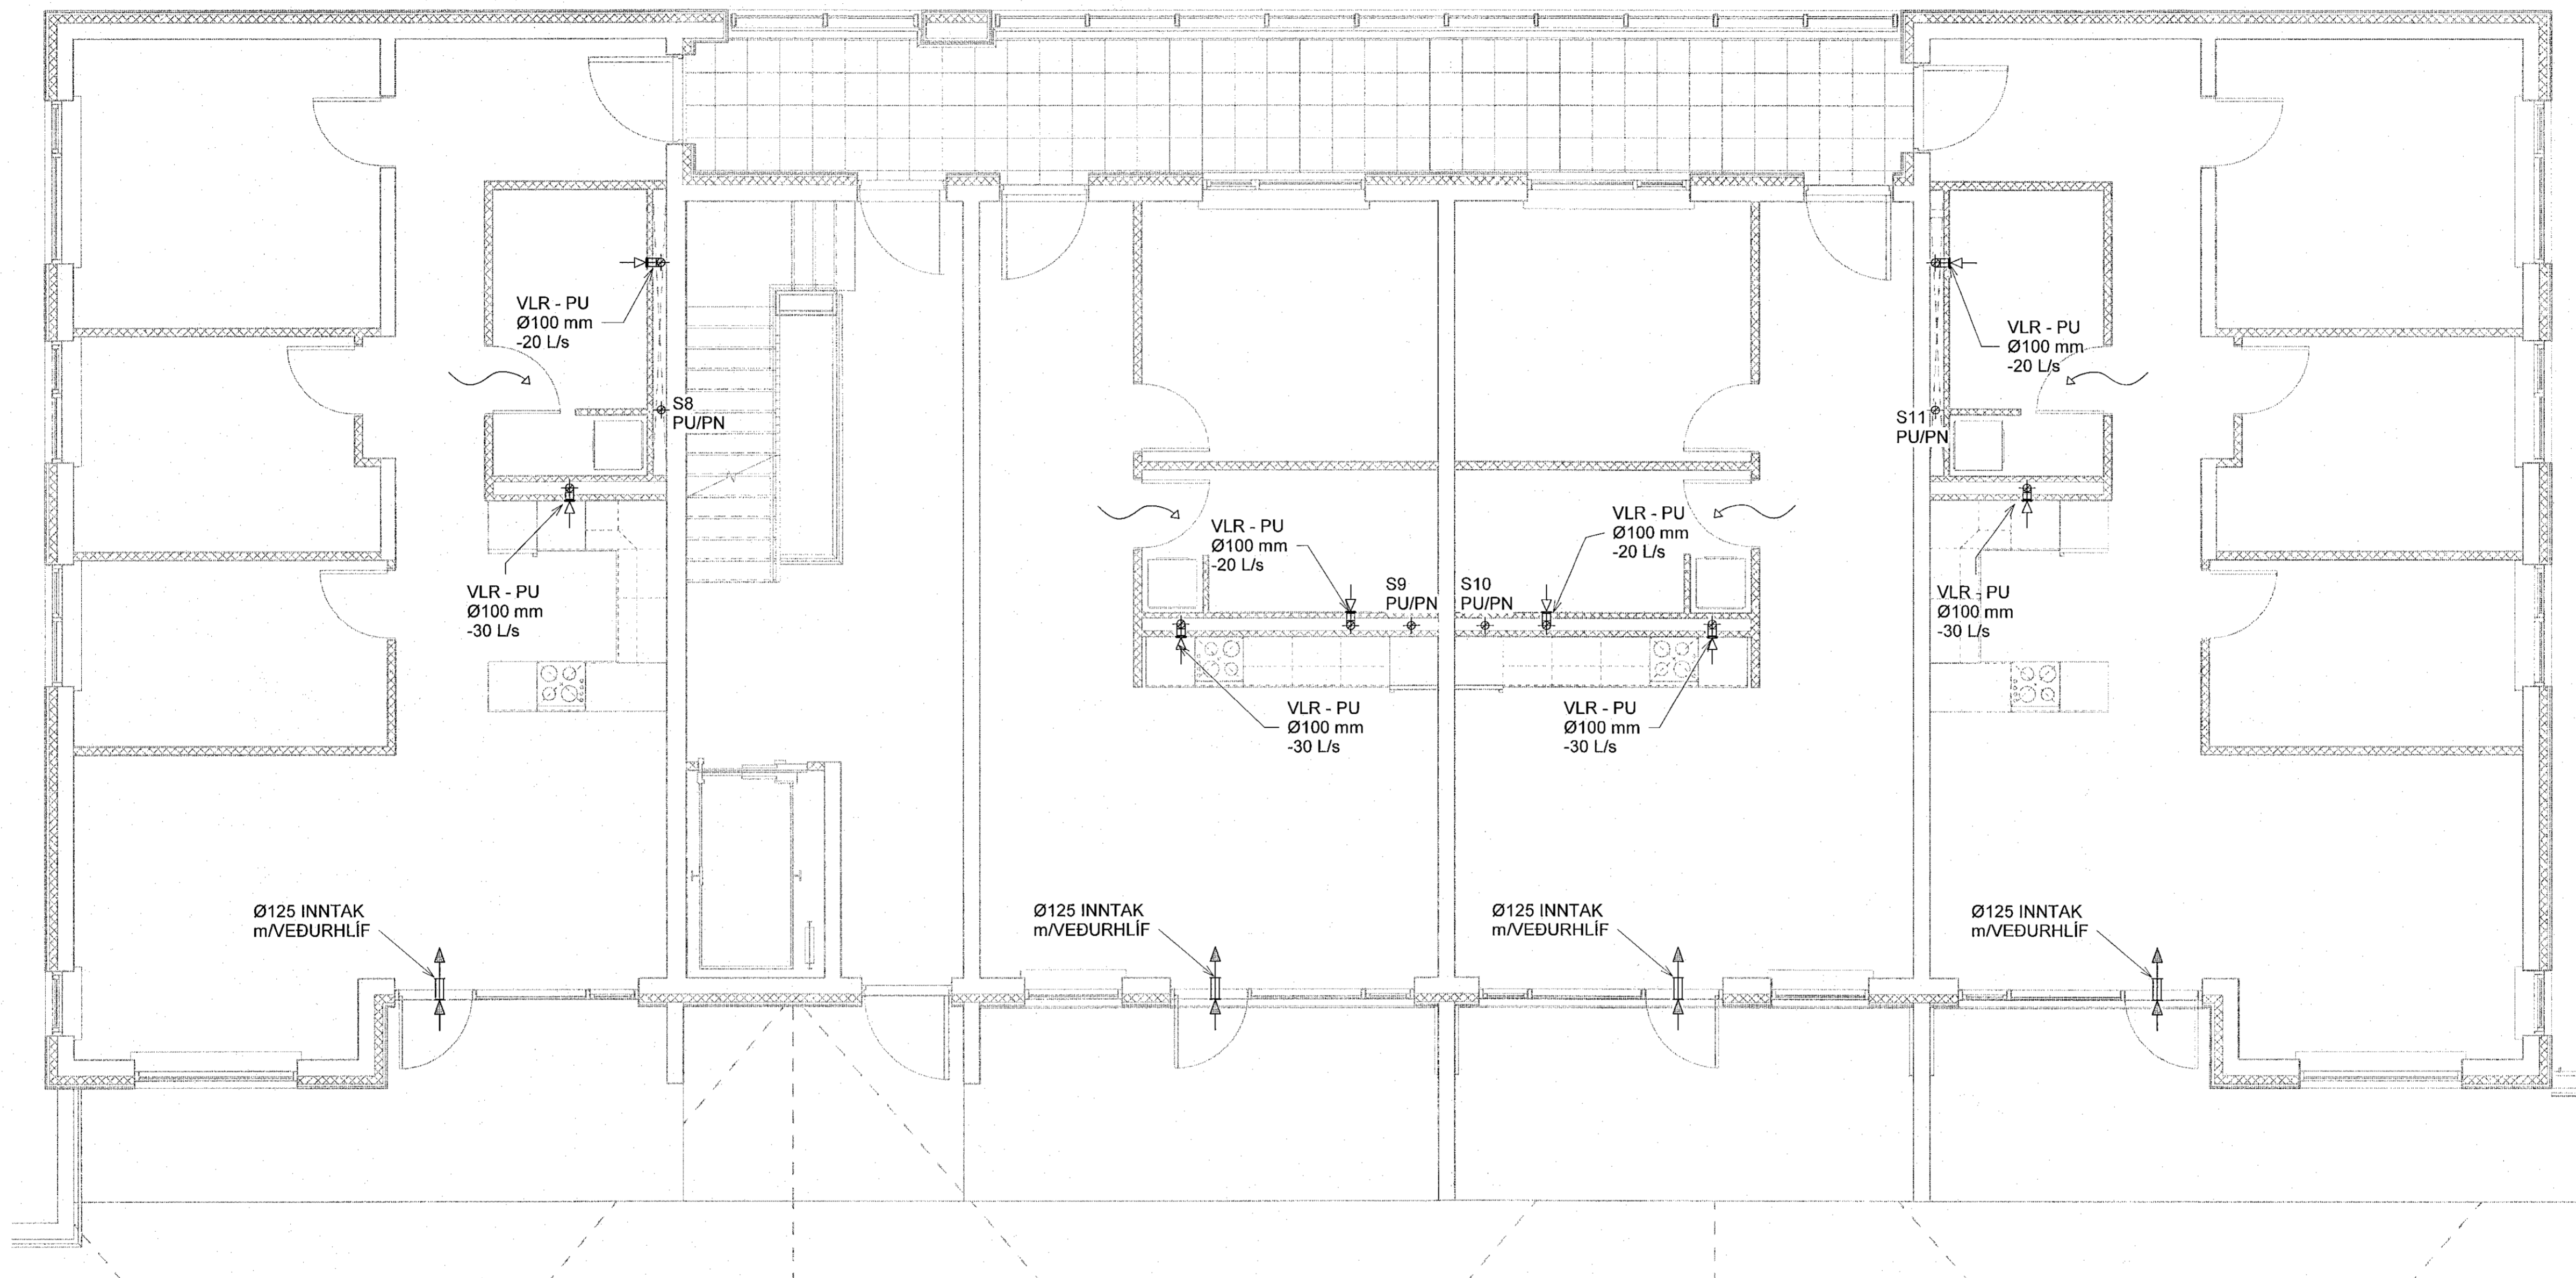 VLR - PU
Ø100 mm
-20 L/s
S8
PU/PN
VLR - PU
Ø100 mm
-30 L/s
VLR - PU
Ø100 mm
-20 L/s
S9
PU/PN
S10
PU/PN
VLR - PU
Ø100 mm
-20 L/s
VLR - PU
Ø100 mm
-30 L/s
VLR - PU
Ø100 mm
-30 L/s
VLR - PU
Ø100 mm
-20 L/s
S11
PU/PN
VLR - PU
Ø100 mm
-30 L/s
Ø125 INNTAK
m/VEÐURHLÍF
Ø125 INNTAK
m/VEÐURHLÍF
Ø125 INNTAK
m/VEÐURHLÍF
Ø125 INNTAK
m/VEÐURHLÍF